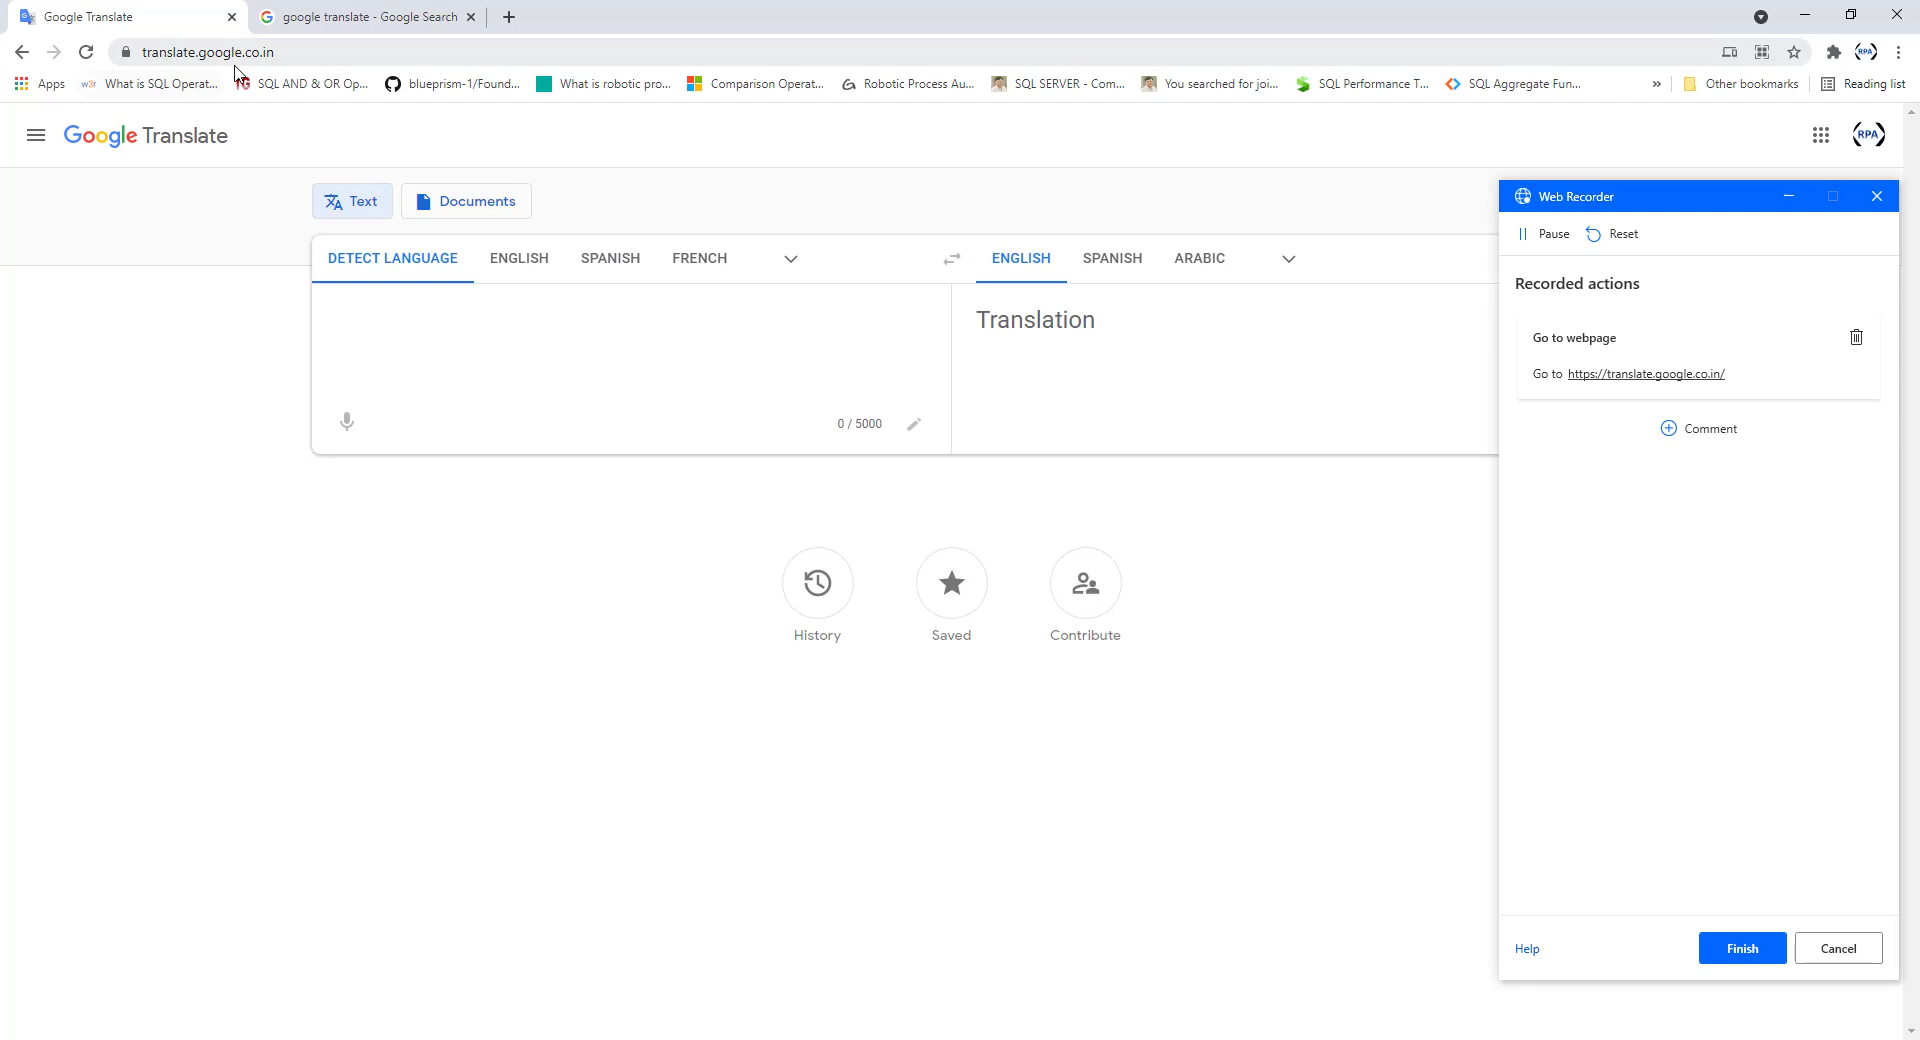 Google Translate
google translate - Google Search
translate.google.co.in
RPA
Apps
w3r What is SQL Operat...
SQL AND & OR Op...
blueprism-1/Found...
What is robotic pro...
Comparison Operat...
Robotic Process Au...
SQL SERVER - Com...
You searched for joi...
SQL Performance T...
SQL Aggregate Fun...
»
Other bookmarks
Reading list
Google Translate
RPA
Text
Documents
DETECT LANGUAGE ENGLISH SPANISH FRENCH
ENGLISH SPANISH ARABIC
Translation
0 / 5000
History
Saved
Contribute
Web Recorder
Pause
Reset
Recorded actions
Go to webpage
Go to https://translate.google.co.in/
Comment
Help
Finish
Cancel